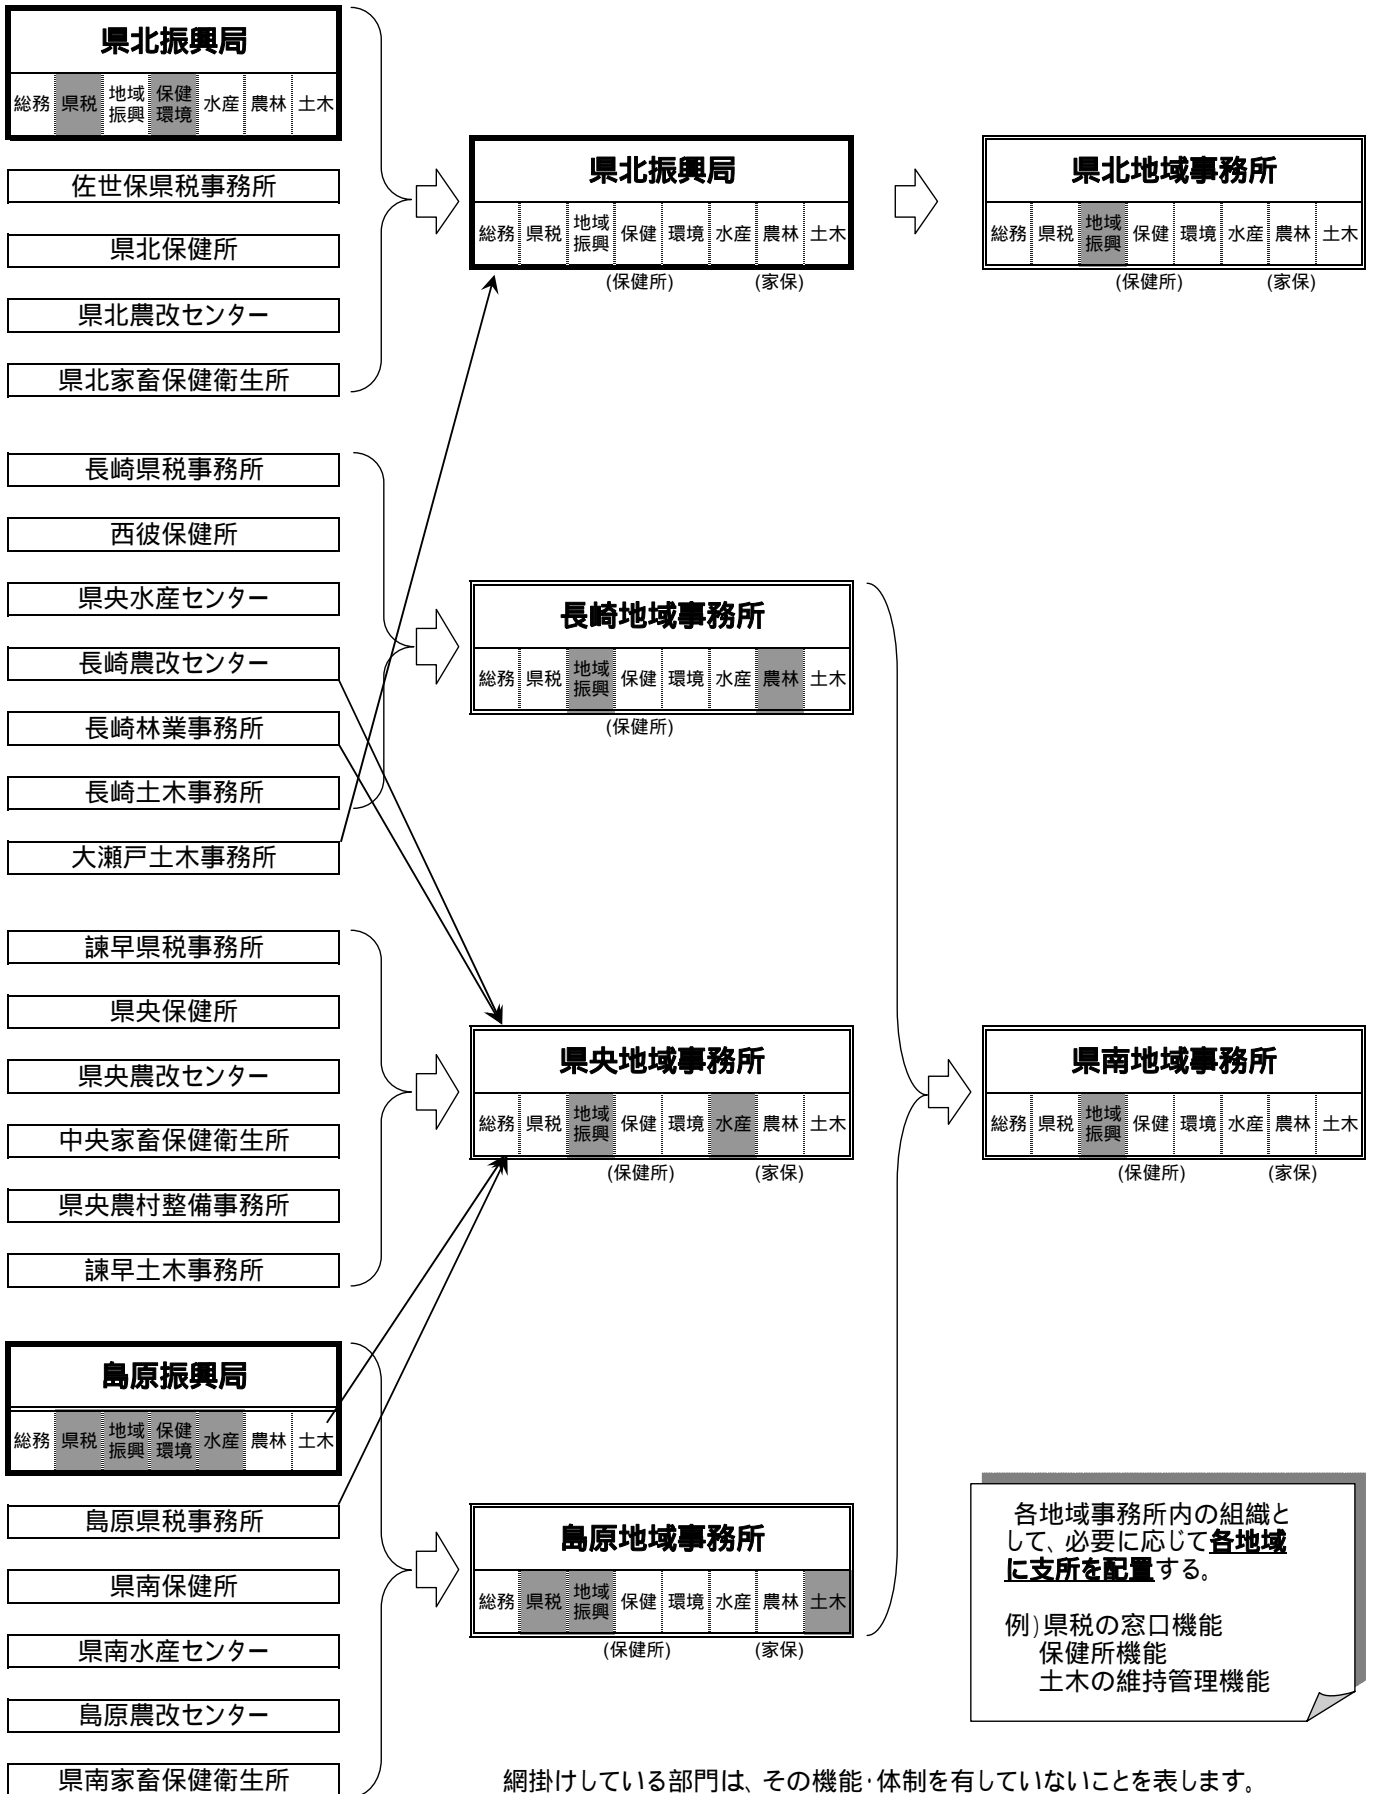 県北振興局
総務 県税 地域振興 保健環境 水産 農林 土木
佐世保県税事務所
県北保健所
県北農改センター
県北家畜保健衛生所
長崎県税事務所
西彼保健所
県央水産センター
長崎農改センター
長崎林業事務所
長崎土木事務所
大瀬戸土木事務所
諫早県税事務所
県央保健所
県央農改センター
中央家畜保健衛生所
県央農村整備事務所
諫早土木事務所
島原振興局
総務 県税 地域振興 保健環境 水産 農林 土木
島原県税事務所
県南保健所
県南水産センター
島原農改センター
県南家畜保健衛生所
県北振興局
総務 県税 地域振興 保健 環境 水産 農林 土木
(保健所) (家保)
長崎地域事務所
総務 県税 地域振興 保健 環境 水産 農林 土木
(保健所)
県央地域事務所
総務 県税 地域振興 保健 環境 水産 農林 土木
(保健所) (家保)
島原地域事務所
総務 県税 地域振興 保健 環境 水産 農林 土木
(保健所) (家保)
県北地域事務所
総務 県税 地域振興 保健 環境 水産 農林 土木
(保健所) (家保)
県南地域事務所
総務 県税 地域振興 保健 環境 水産 農林 土木
(保健所) (家保)
各地域事務所内の組織と
して、必要に応じて各地域
に支所を配置する。
例)県税の窓口機能
保健所機能
土木の維持管理機能
網掛けしている部門は、その機能・体制を有していないことを表します。